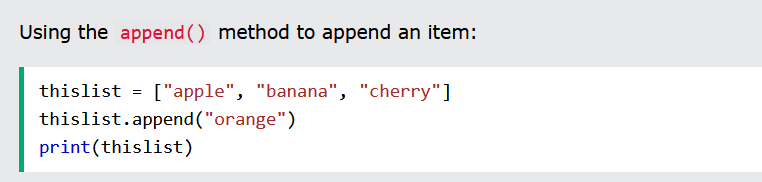 Using the append() method to append an item:
thislist = ["apple", "banana", "cherry"]
thislist.append("orange")
print(thislist)